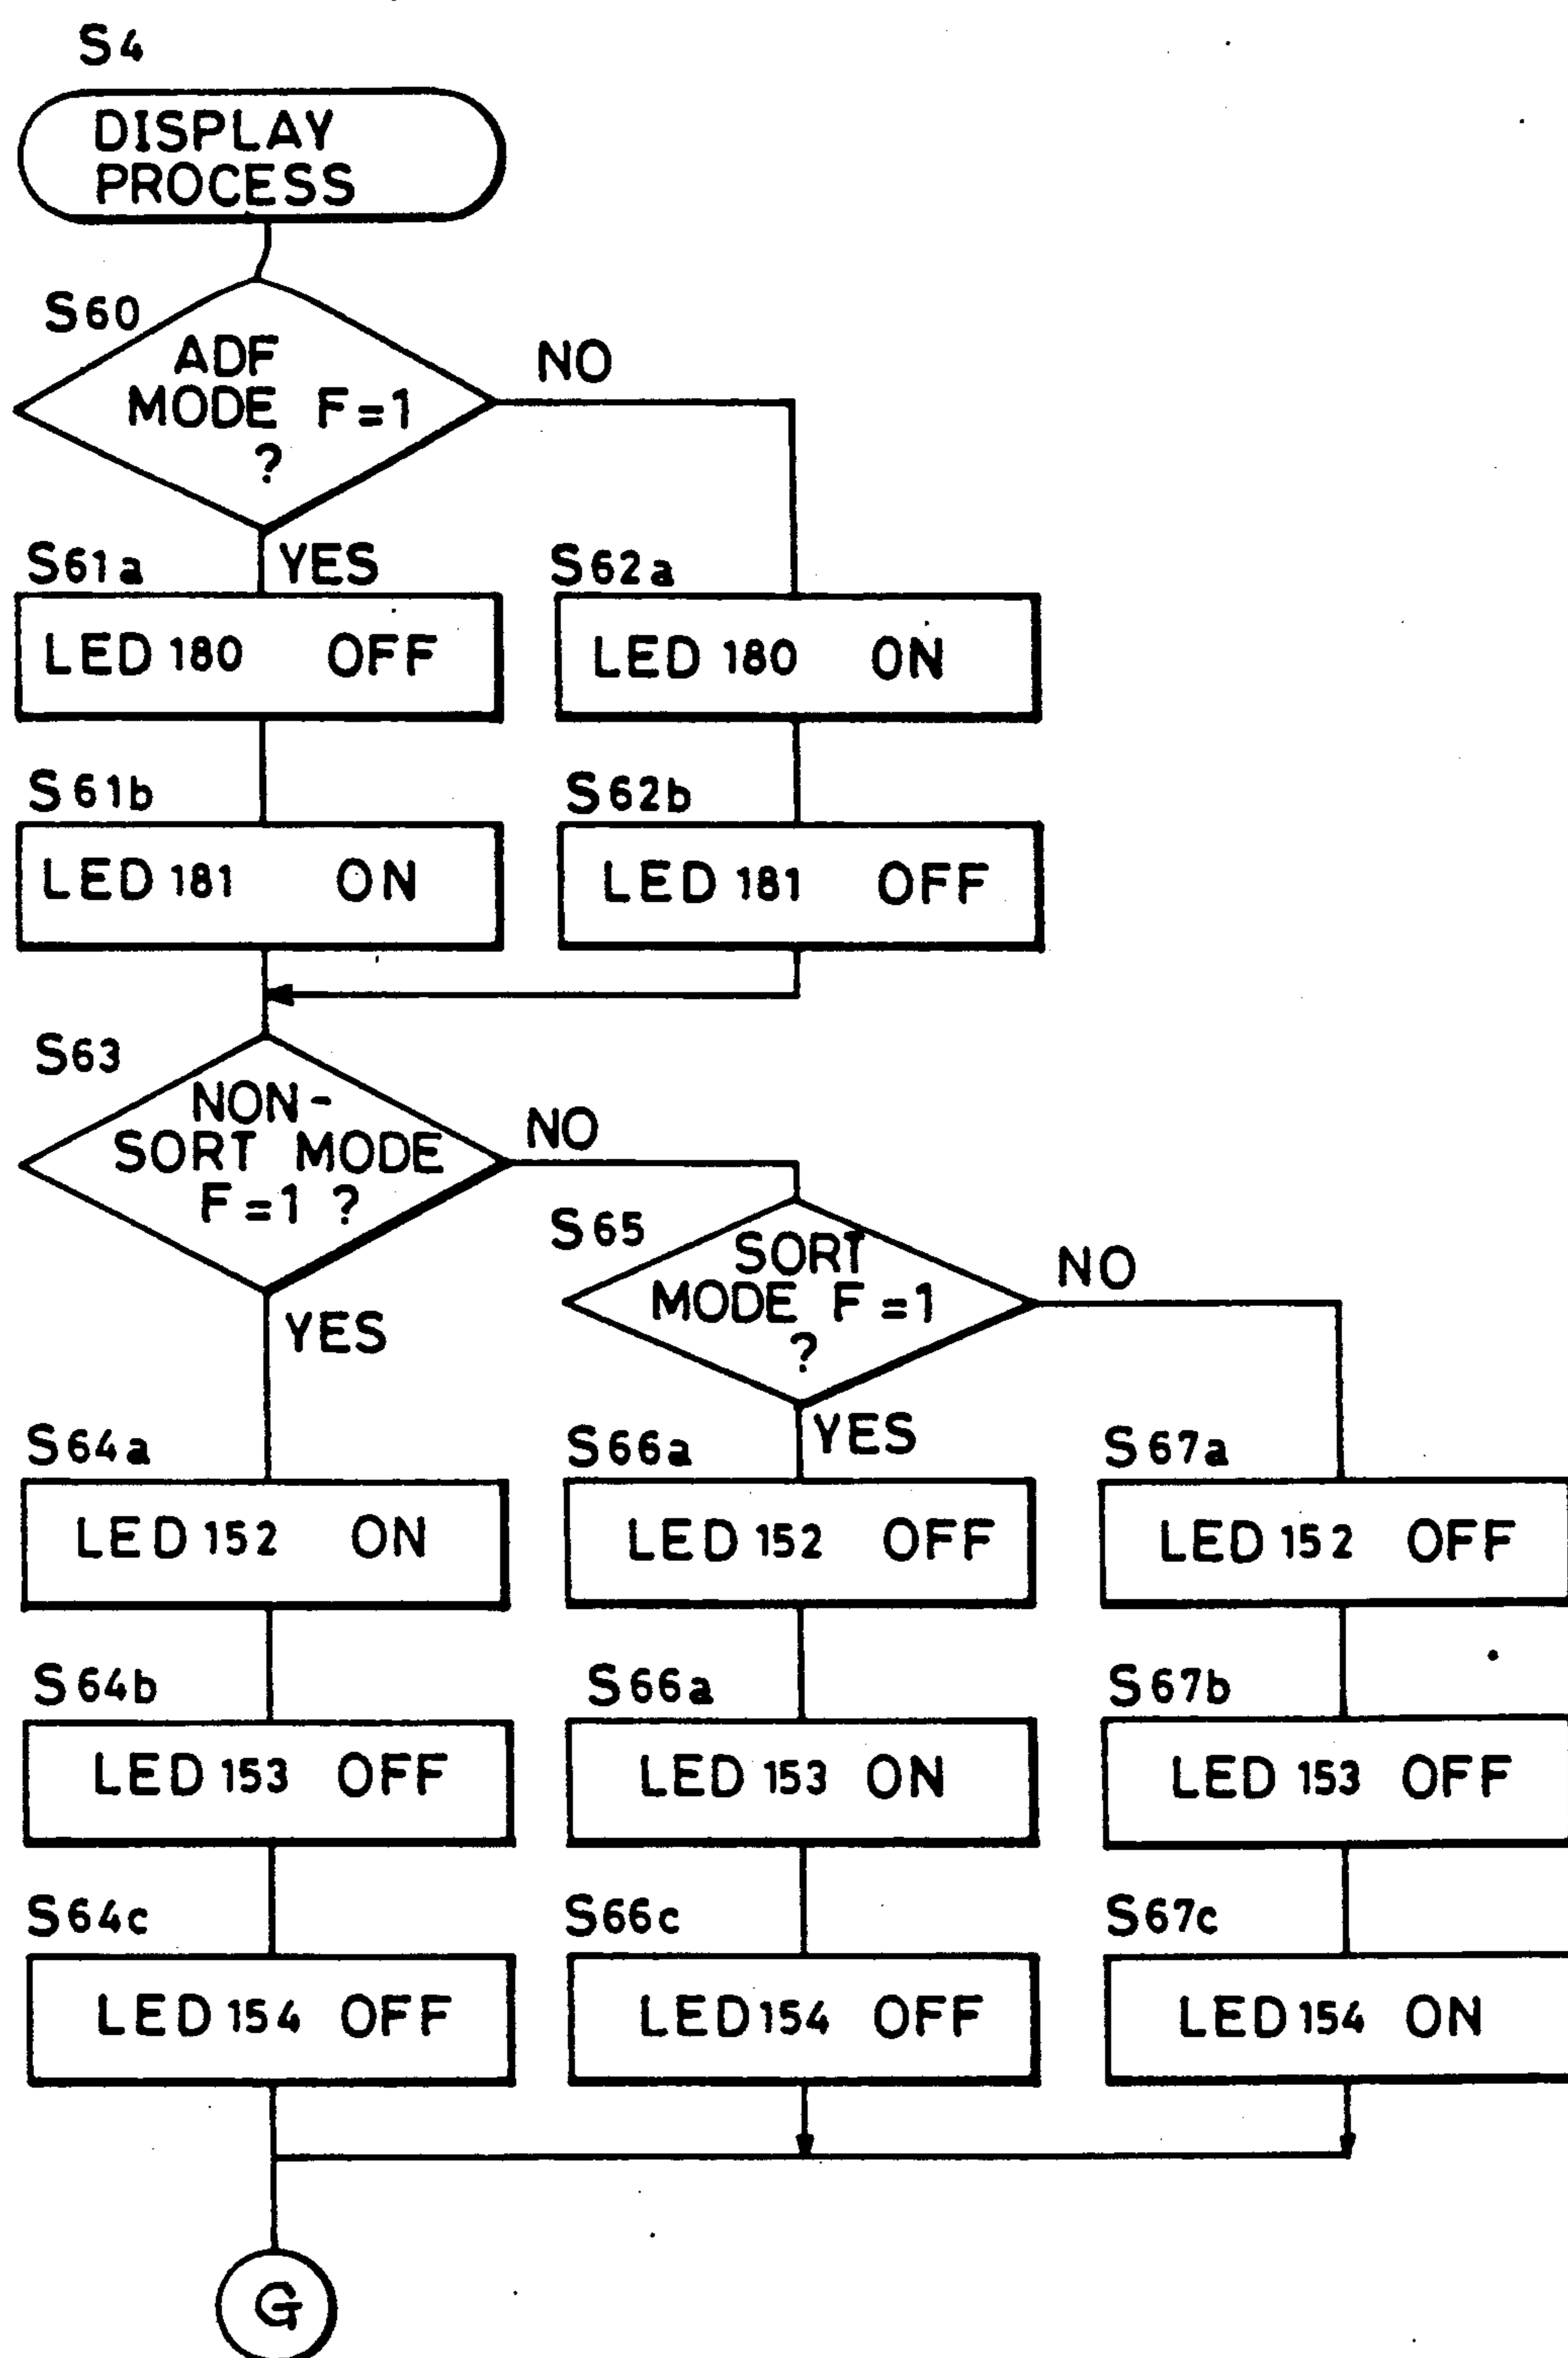 S4
DISPLAY
PROCESS
S60
ADF
MODE F=1
?
NO
YES
S61a
LED 180 OFF
S62a
LED 180 ON
S61b
LED 181 ON
S62b
LED 181 OFF
S63
NON-
SORT MODE
F=1 ?
NO
YES
S65
SORT
MODE F=1
?
NO
YES
S64a
LED 152 ON
S66a
LED 152 OFF
S67a
LED 152 OFF
S64b
LED 153 OFF
S66a
LED 153 ON
S67b
LED 153 OFF
S64c
LED 154 OFF
S66c
LED 154 OFF
S67c
LED 154 ON
G